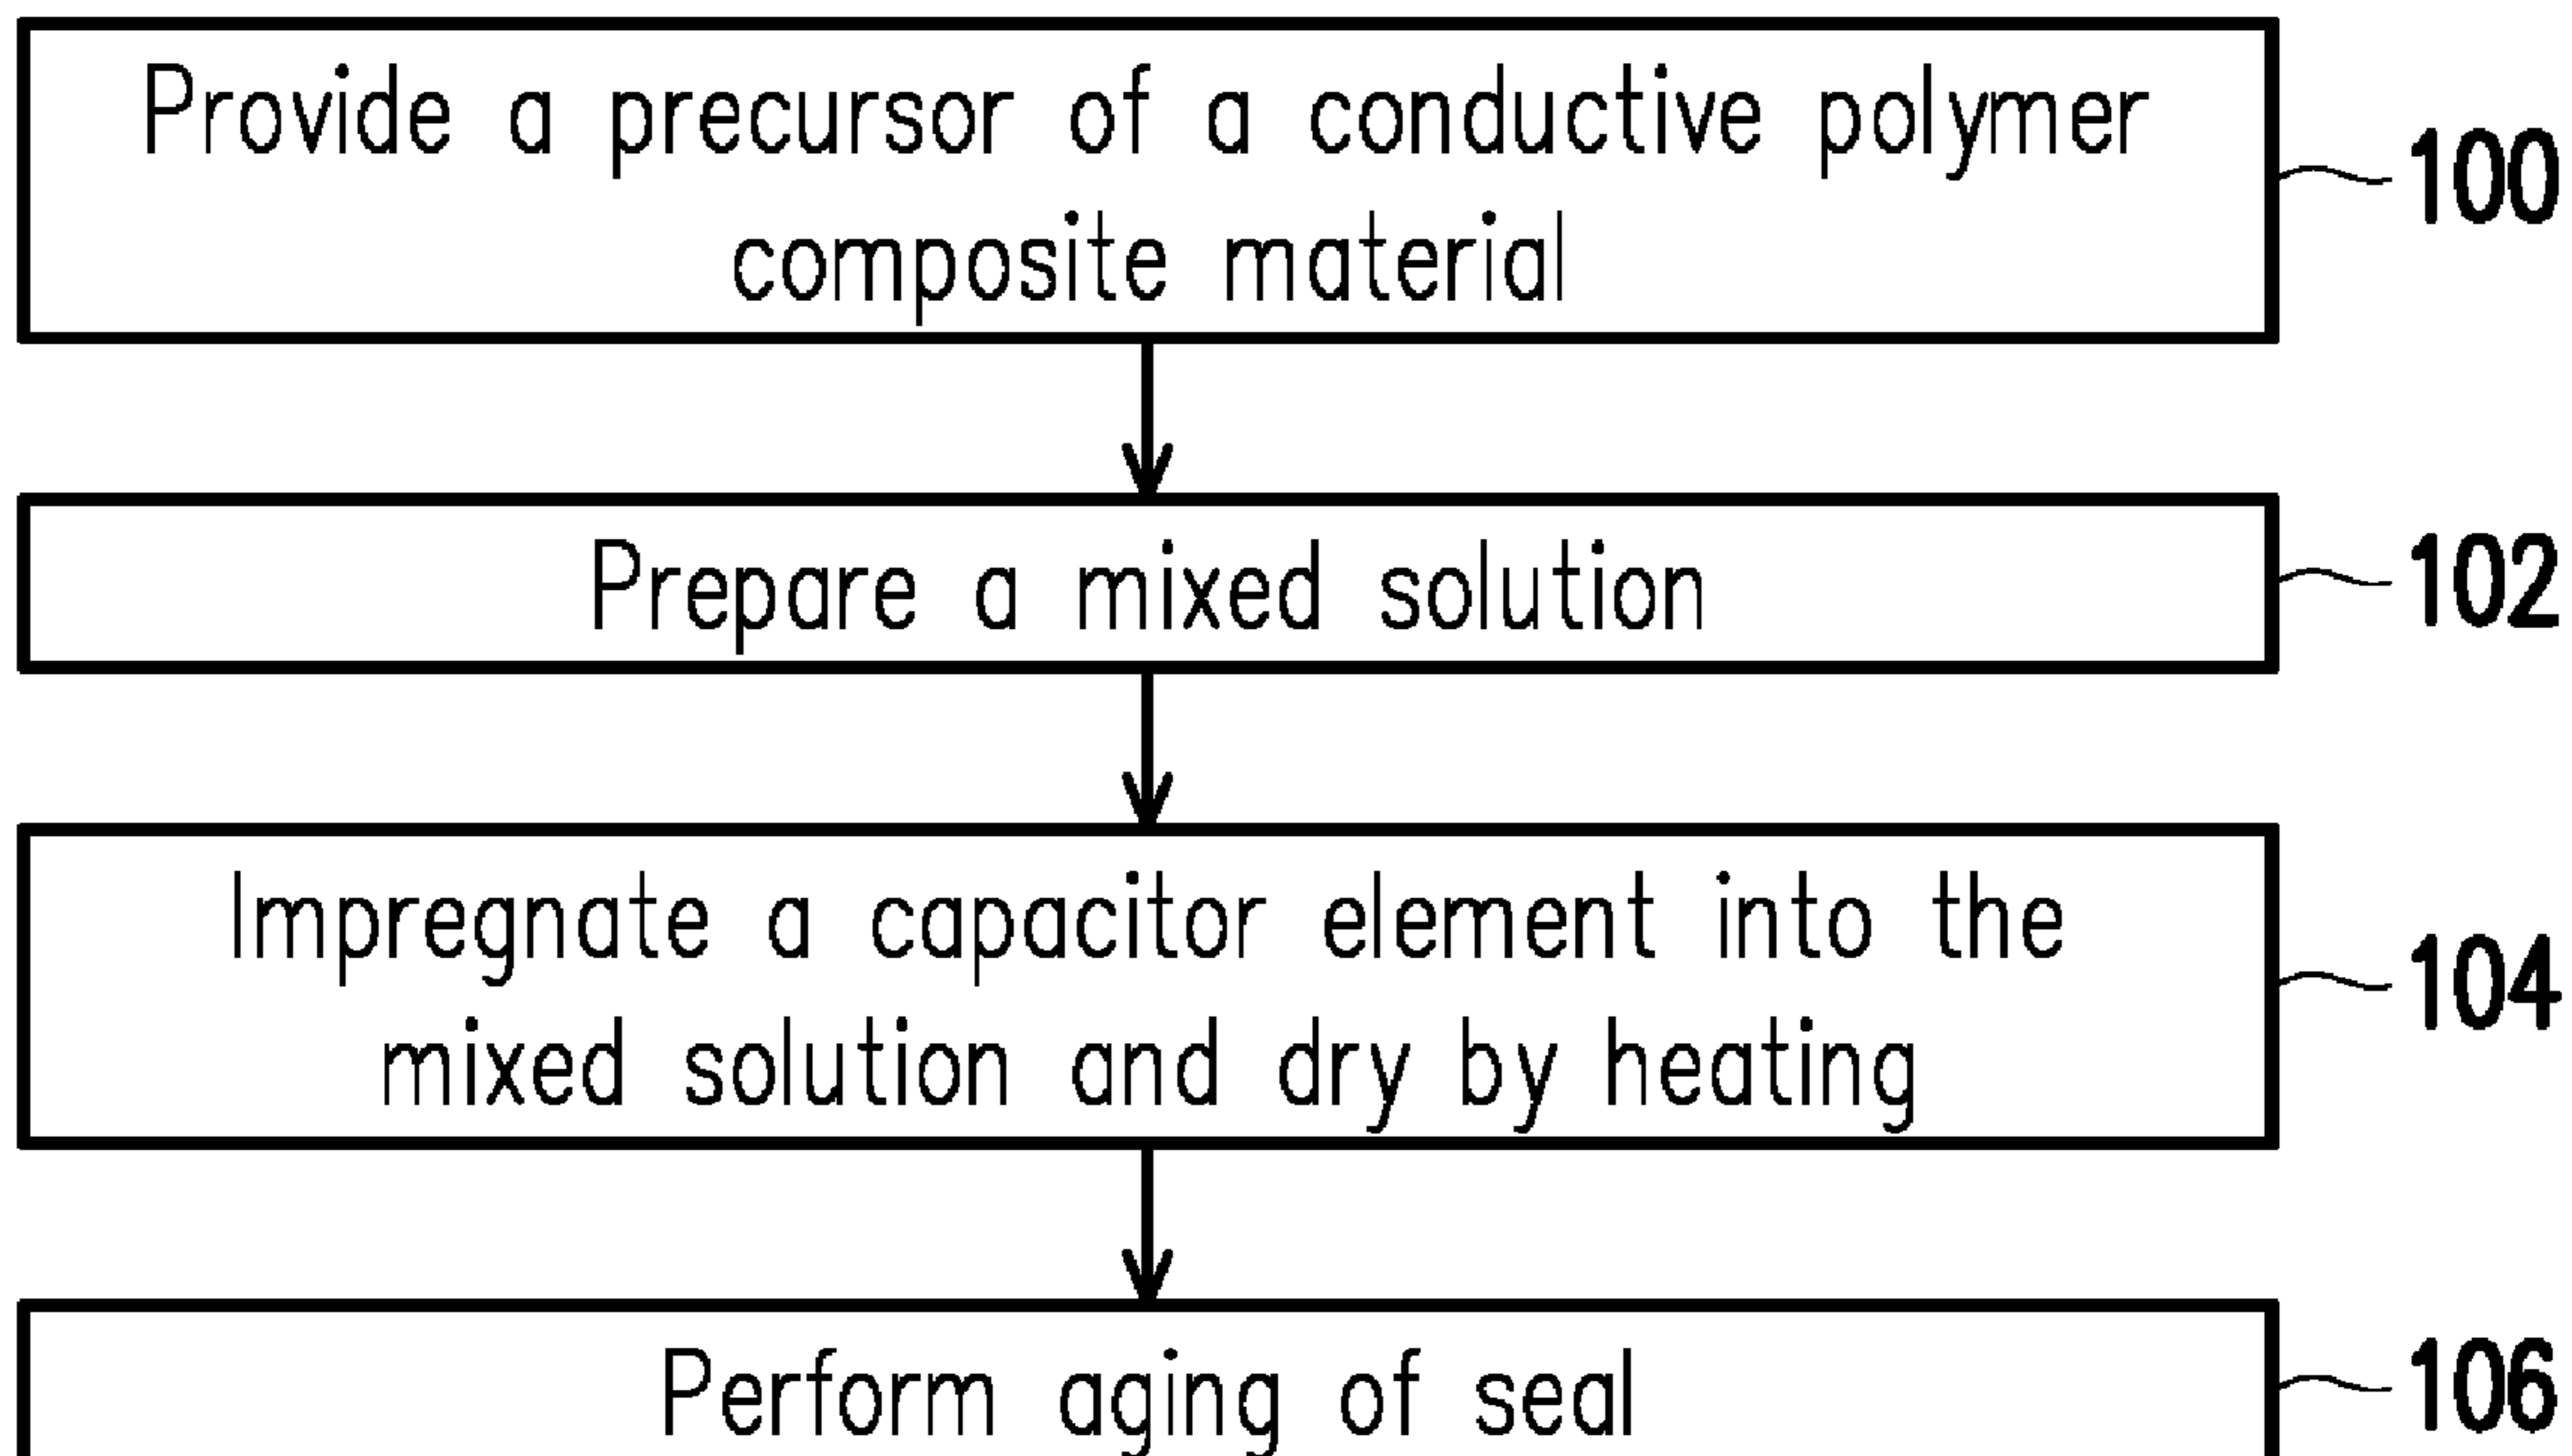 Provide a precursor of a conductive polymer
composite material
100
Prepare a mixed solution
102
Impregnate a capacitor element into the
mixed solution and dry by heating
104
Perform aging of seal
106